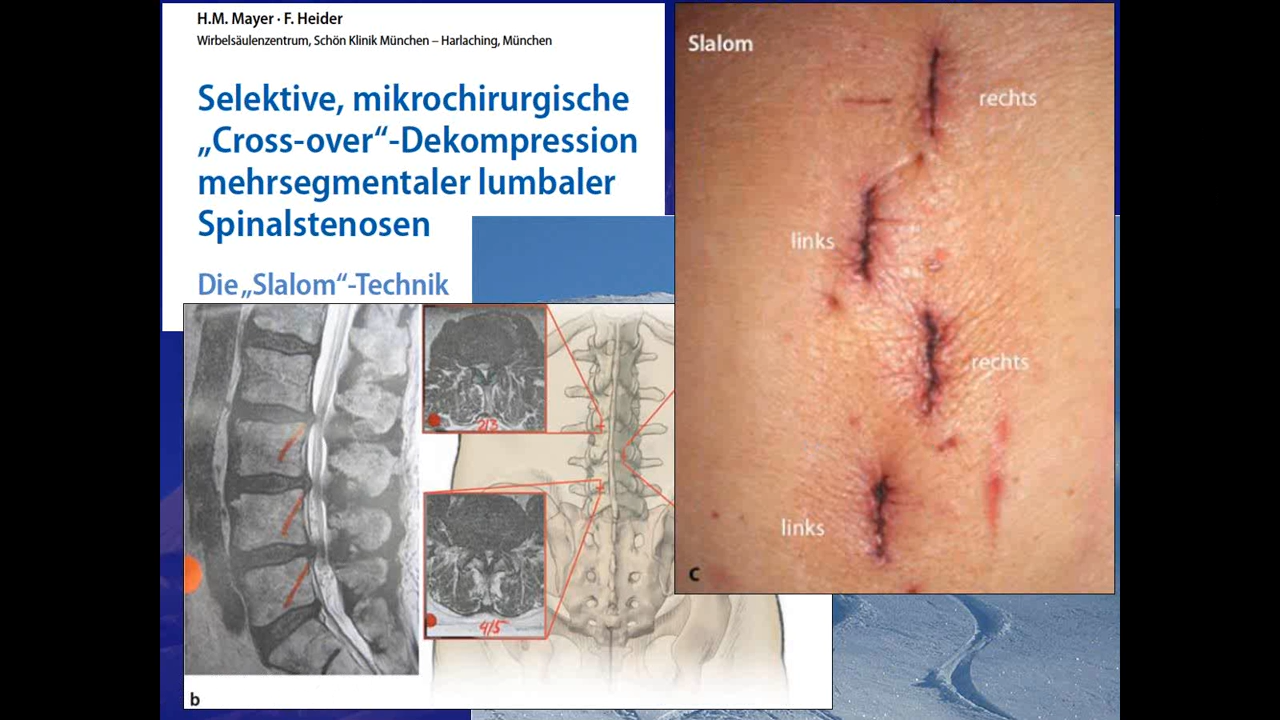 H.M. Mayer · F. Heider
Wirbelsäulenzentrum, Schön Klinik München – Harlaching, München
Selektive, mikrochirurgische
„Cross-over“-Dekompression
mehrsegmentaler lumbaler
Spinalstenosen
Die „Slalom“-Technik
2/3
4/5
b
Slalom
rechts
links
rechts
links
c